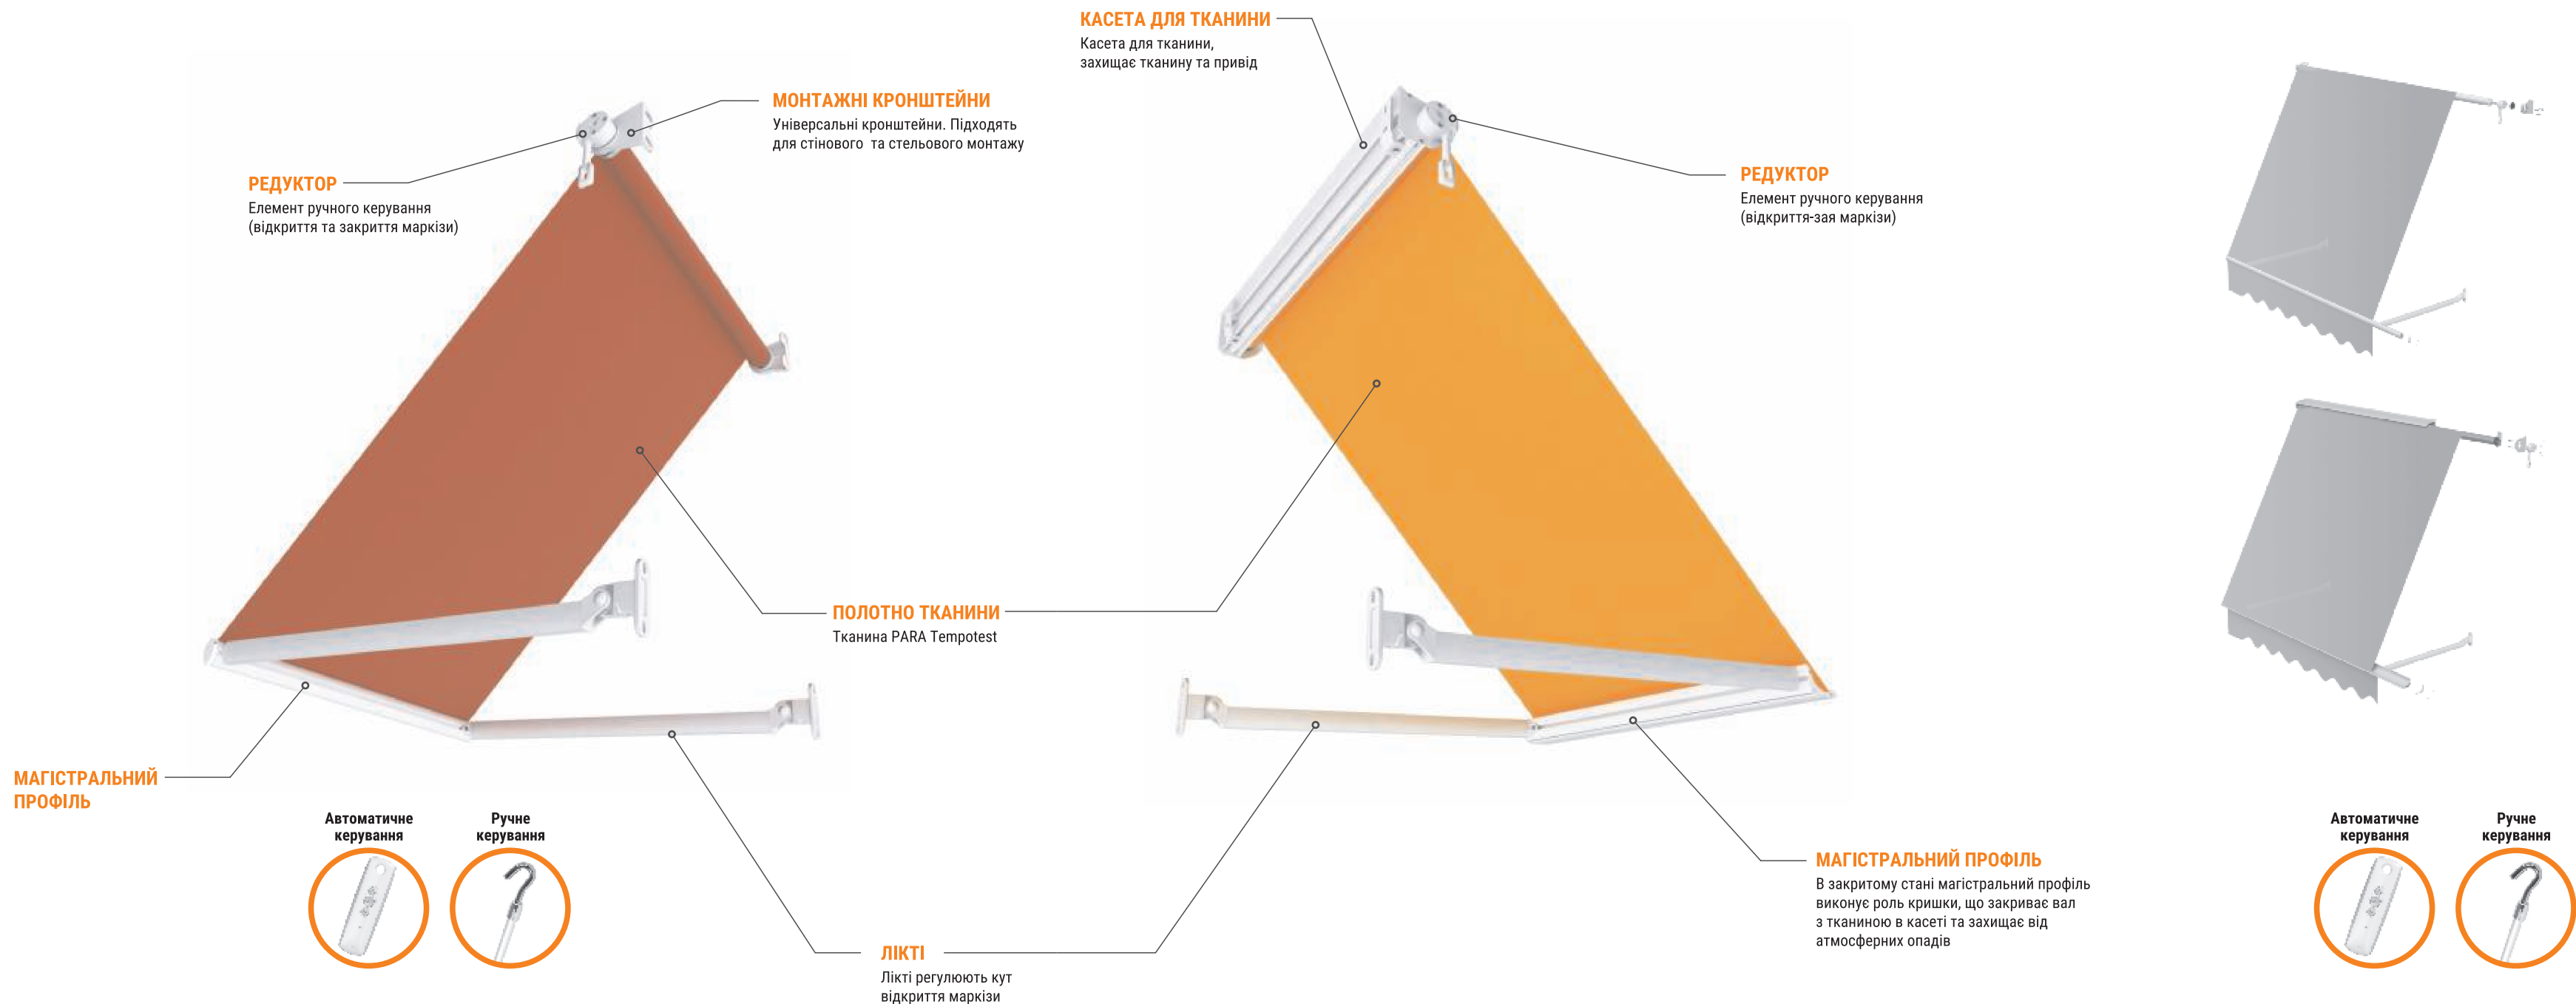 КАСЕТА ДЛЯ ТКАНИНИ
Касета для тканини,
захищає тканину та привід
МОНТАЖНІ КРОНШТЕЙНИ
Універсальні кронштейни. Підходять
для стінового та стельового монтажу
РЕДУКТОР
Елемент ручного керування
(відкриття та закриття маркізи)
РЕДУКТОР
Елемент ручного керування
(відкриття-зая маркізи)
ПОЛОТНО ТКАНИНИ
Тканина PARA Tempotest
МАГІСТРАЛЬНИЙ
ПРОФІЛЬ
Автоматичне
керування
Ручне
керування
МАГІСТРАЛЬНИЙ ПРОФІЛЬ
В закритому стані магістральний профіль
виконує роль кришки, що закриває вал
з тканиною в касеті та захищає від
атмосферних опадів
Автоматичне
керування
Ручне
керування
ЛІКТІ
Лікті регулюють кут
відкриття маркізи